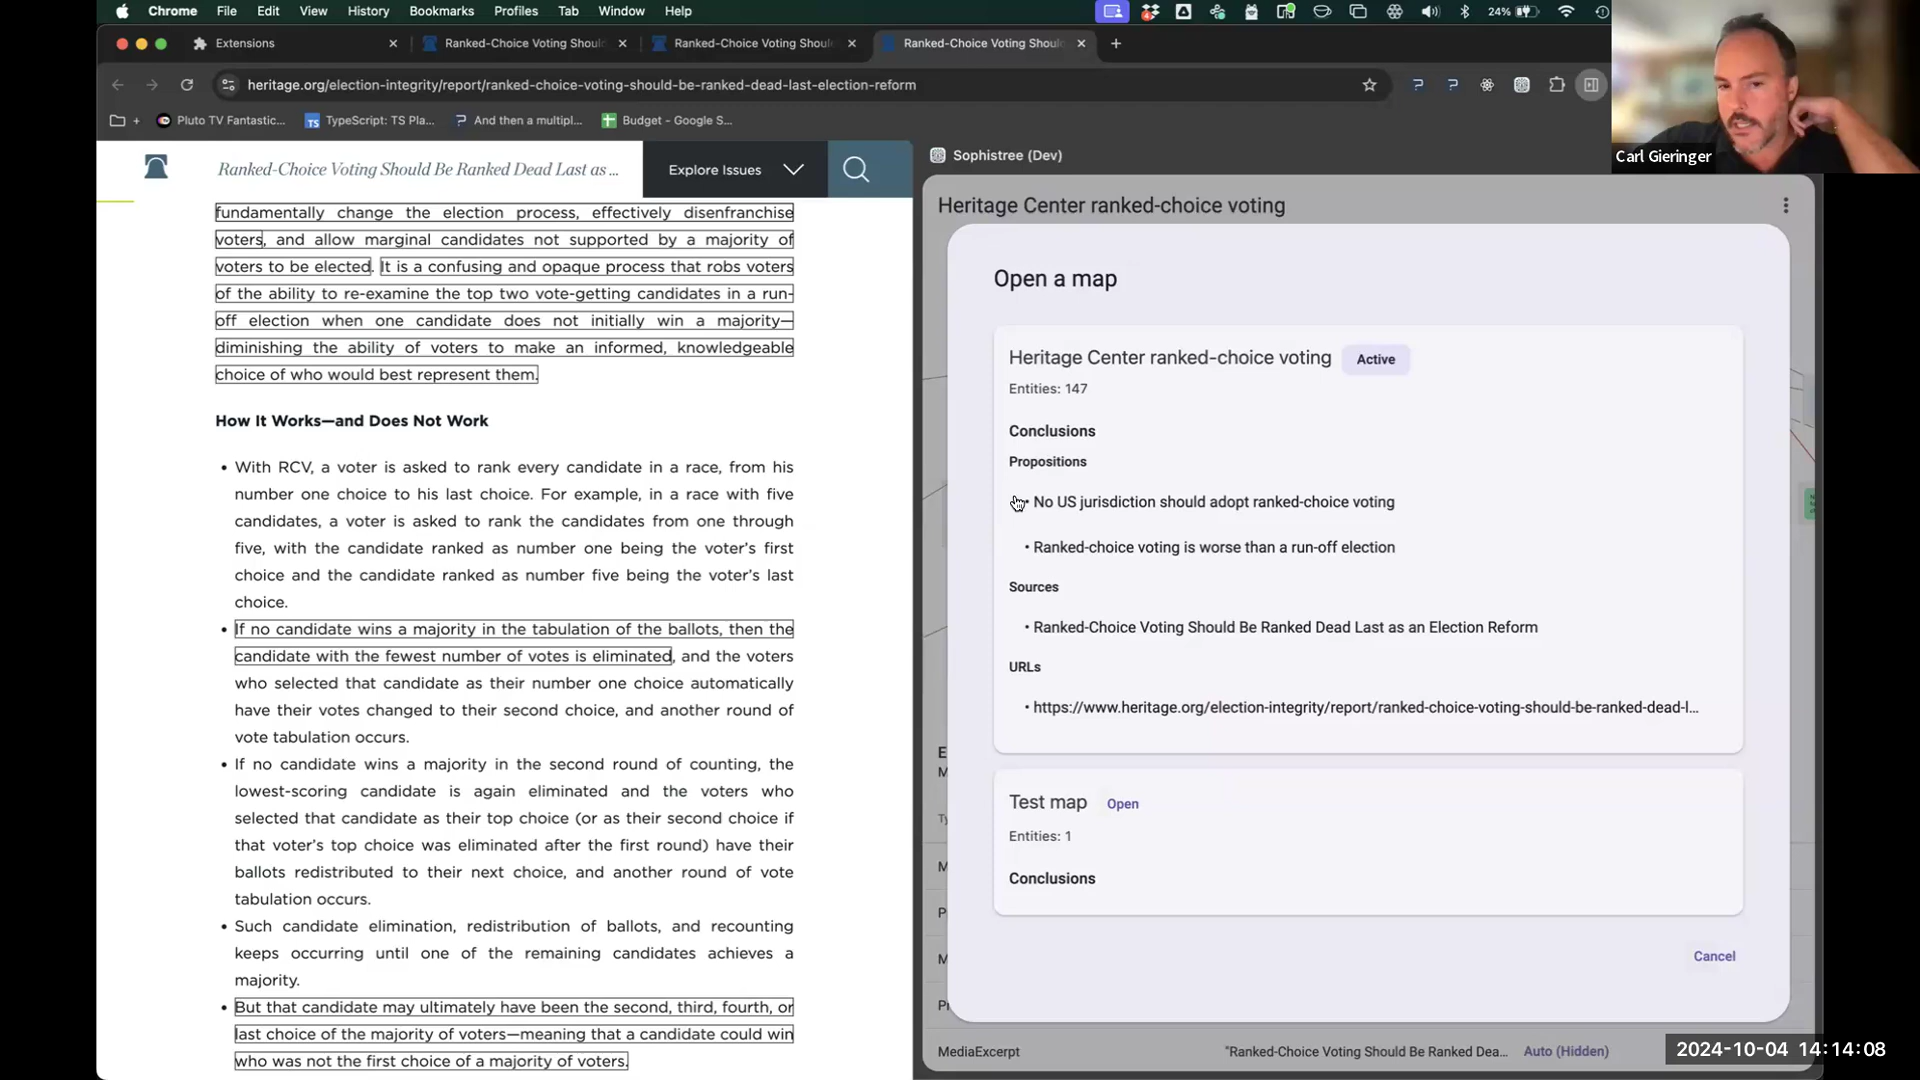 Chrome File Edit View History Bookmarks Profiles Tab Window Help
24%
Extensions
Ranked-Choice Voting Shoul
Ranked-Choice Voting Shoul
Ranked-Choice Voting Shoul
heritage.org/election-integrity/report/ranked-choice-voting-should-be-ranked-dead-last-election-reform
Pluto TV Fantastic...
TS TypeScript: TS Pla...
And then a multipl...
Budget - Google S...
Carl Gieringer
Ranked-Choice Voting Should Be Ranked Dead Last as ...
Explore Issues
fundamentally change the election process, effectively disenfranchise
voters, and allow marginal candidates not supported by a majority of
voters to be elected. It is a confusing and opaque process that robs voters
of the ability to re-examine the top two vote-getting candidates in a run-
off election when one candidate does not initially win a majority—
diminishing the ability of voters to make an informed, knowledgeable
choice of who would best represent them.
How It Works—and Does Not Work
• With RCV, a voter is asked to rank every candidate in a race, from his
number one choice to his last choice. For example, in a race with five
candidates, a voter is asked to rank the candidates from one through
five, with the candidate ranked as number one being the voter's first
choice and the candidate ranked as number five being the voter's last
choice.
• If no candidate wins a majority in the tabulation of the ballots, then the
candidate with the fewest number of votes is eliminated, and the voters
who selected that candidate as their number one choice automatically
have their votes changed to their second choice, and another round of
vote tabulation occurs.
• If no candidate wins a majority in the second round of counting, the
lowest-scoring candidate is again eliminated and the voters who
selected that candidate as their top choice (or as their second choice if
that voter's top choice was eliminated after the first round) have their
ballots redistributed to their next choice, and another round of vote
tabulation occurs.
• Such candidate elimination, redistribution of ballots, and recounting
keeps occurring until one of the remaining candidates achieves a
majority.
• But that candidate may ultimately have been the second, third, fourth, or
last choice of the majority of voters—meaning that a candidate could win
who was not the first choice of a majority of voters.
Sophistree (Dev)
Heritage Center ranked-choice voting
Open a map
Heritage Center ranked-choice voting Active
Entities: 147
Conclusions
Propositions
• No US jurisdiction should adopt ranked-choice voting
• Ranked-choice voting is worse than a run-off election
Sources
• Ranked-Choice Voting Should Be Ranked Dead Last as an Election Reform
URLs
• https://www.heritage.org/election-integrity/report/ranked-choice-voting-should-be-ranked-dead-l...
Test map Open
Entities: 1
Conclusions
Cancel
MediaExcerpt "Ranked-Choice Voting Should Be Ranked Dea... Auto (Hidden)
2024-10-04 14:14:08